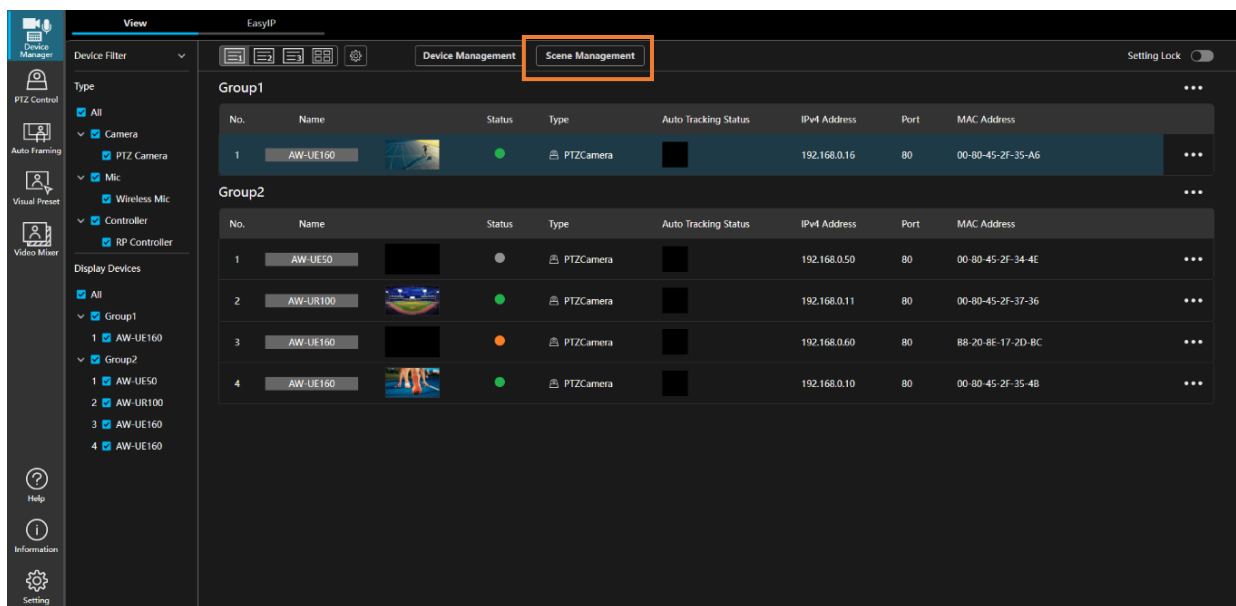 View
EasyIP
Device Manager
PTZ Control
Auto Framing
Visual Preset
Video Mixer
Help
Information
Setting
Device Filter
Type
All
Camera
PTZ Camera
Mic
Wireless Mic
Controller
RP Controller
Display Devices
All
Group1
1 AW-UE160
Group2
1 AW-UE50
2 AW-UR100
3 AW-UE160
4 AW-UE160
1 2 3
Device Management
Scene Management
Setting Lock
Group1
No. Name Status Type Auto Tracking Status IPv4 Address Port MAC Address
1 AW-UE160 PTZCamera 192.168.0.16 80 00-80-45-2F-35-A6
Group2
No. Name Status Type Auto Tracking Status IPv4 Address Port MAC Address
1 AW-UE50 PTZCamera 192.168.0.50 80 00-80-45-2F-34-4E
2 AW-UR100 PTZCamera 192.168.0.11 80 00-80-45-2F-37-36
3 AW-UE160 PTZCamera 192.168.0.60 80 B8-20-8E-17-2D-BC
4 AW-UE160 PTZCamera 192.168.0.10 80 00-80-45-2F-35-4B